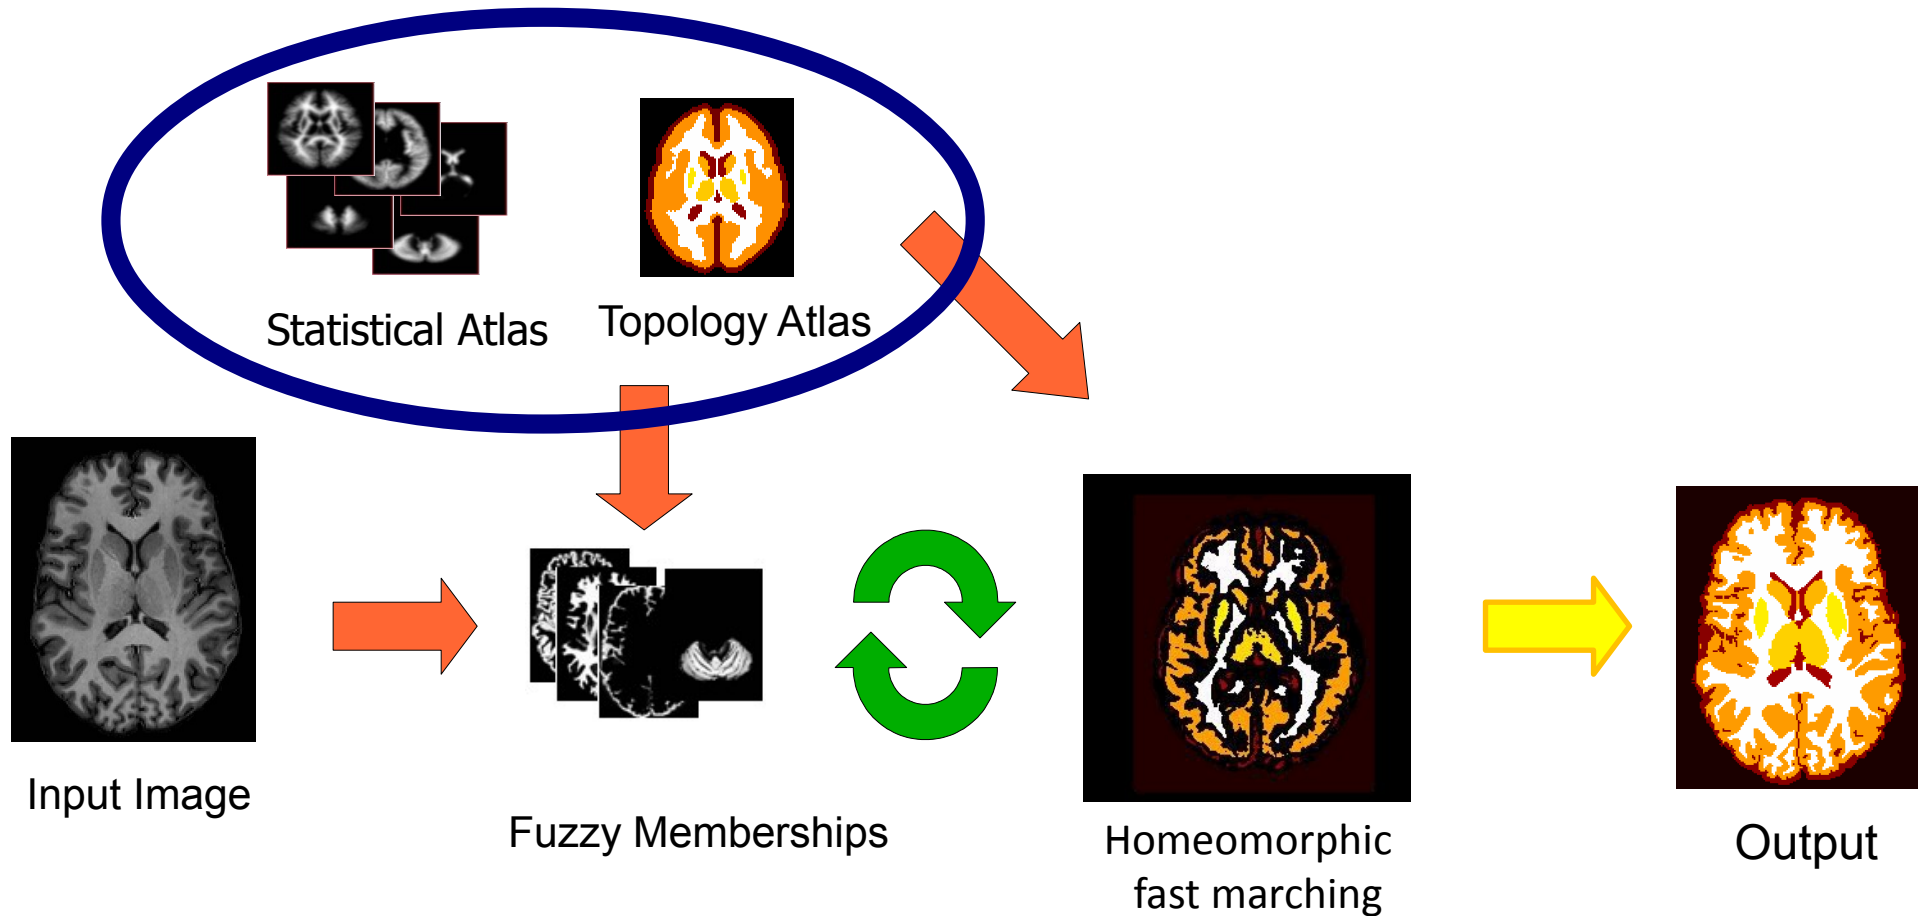 Statistical Atlas
Topology Atlas
Input Image
Fuzzy Memberships
Homeomorphic
fast marching
Output